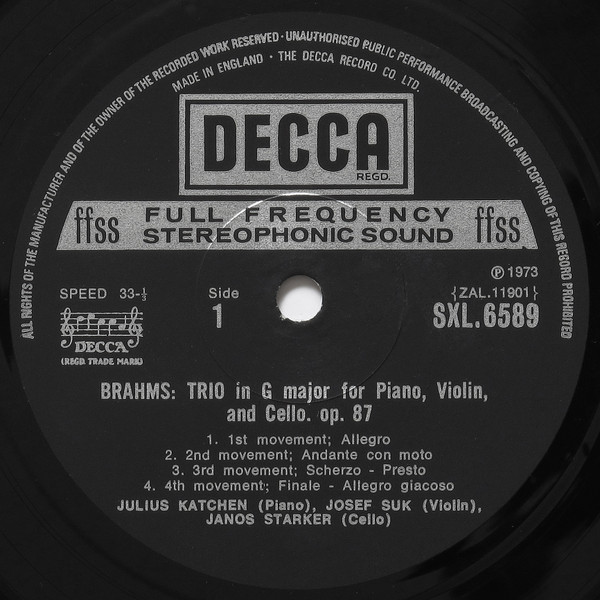 ALL RIGHTS OF THE MANUFACTURER AND OF THE OWNER OF THE RECORDED WORK RESERVED · UNAUTHORISED PUBLIC PERFORMANCE BROADCASTING AND COPYING OF THIS RECORD PROHIBITED
MADE IN ENGLAND · THE DECCA RECORD CO. LTD.
DECCA
REGD.
ffss FULL FREQUENCY STEREOPHONIC SOUND ffss
℗ 1973
SPEED 33-⅓ Side {ZAL.11901}
1 SXL.6589
DECCA
(REGD. TRADE MARK)
BRAHMS: TRIO in G major for Piano, Violin,
and Cello. op. 87
1. 1st movement; Allegro
2. 2nd movement; Andante con moto
3. 3rd movement; Scherzo - Presto
4. 4th movement; Finale - Allegro giacoso
JULIUS KATCHEN (Piano), JOSEF SUK (Violin),
JANOS STARKER (Cello)